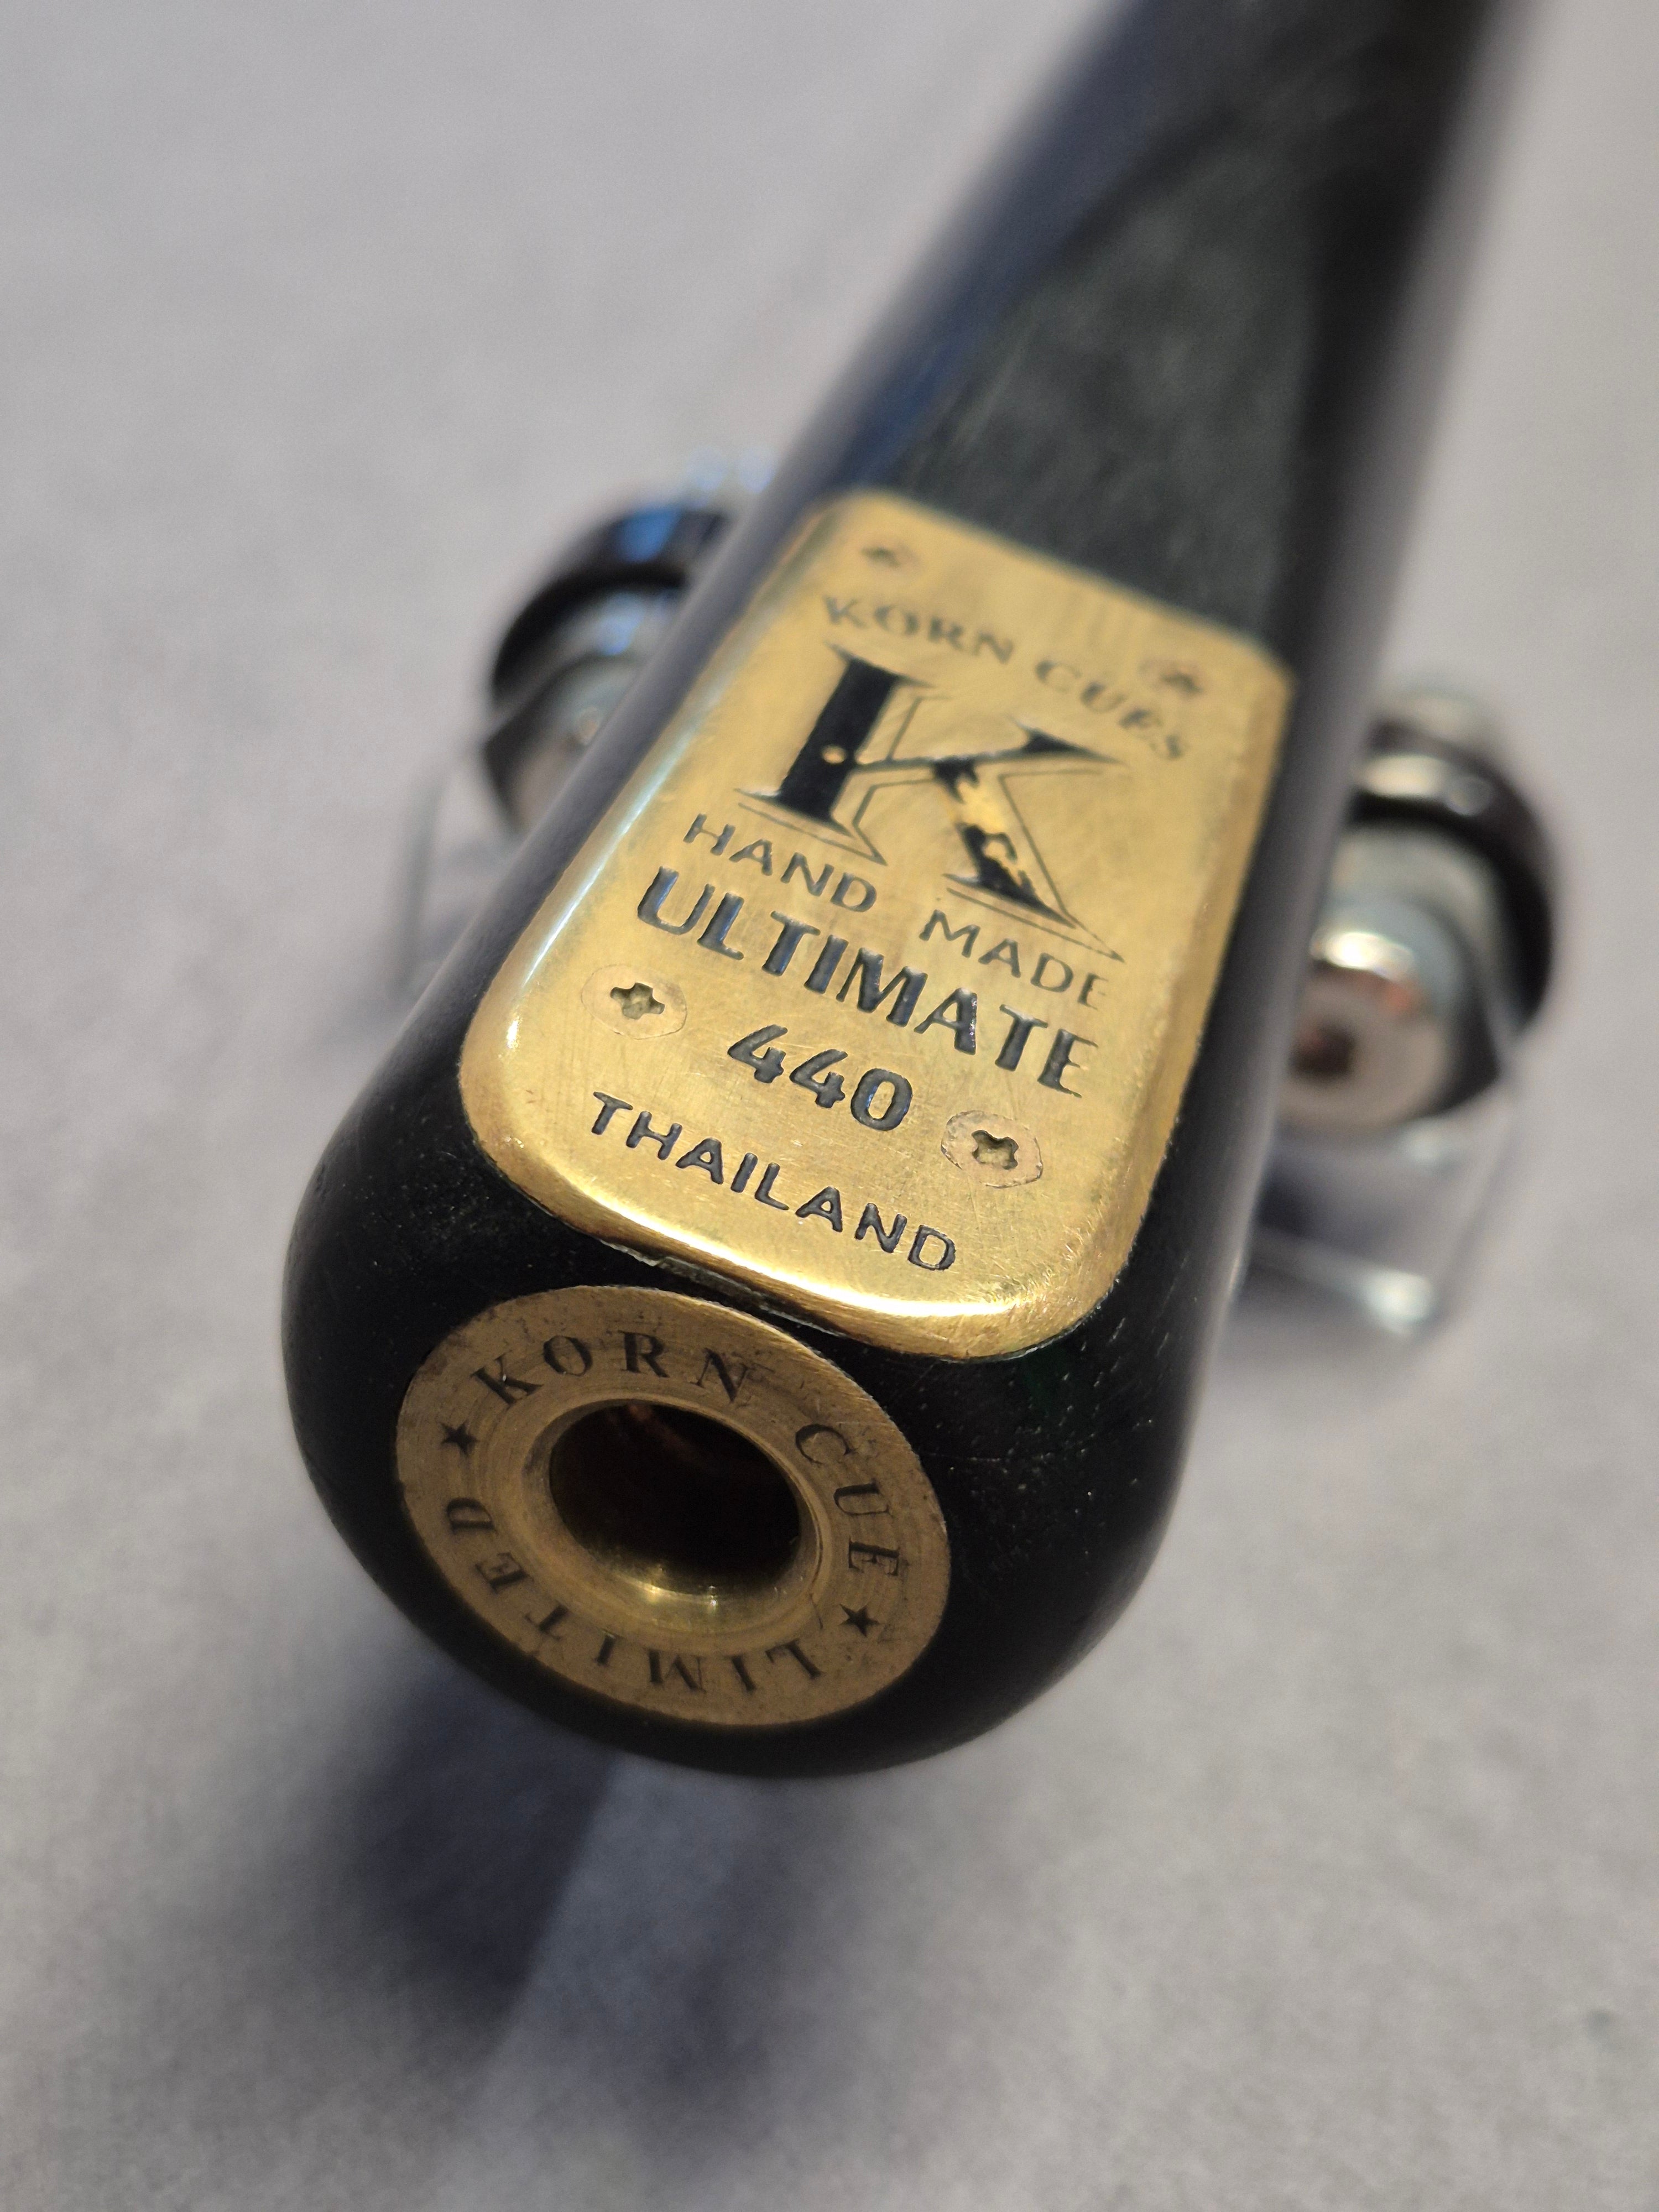 KORN CUES
K
HAND MADE
ULTIMATE
440
THAILAND
★ KORN CUE ★ LIMITED